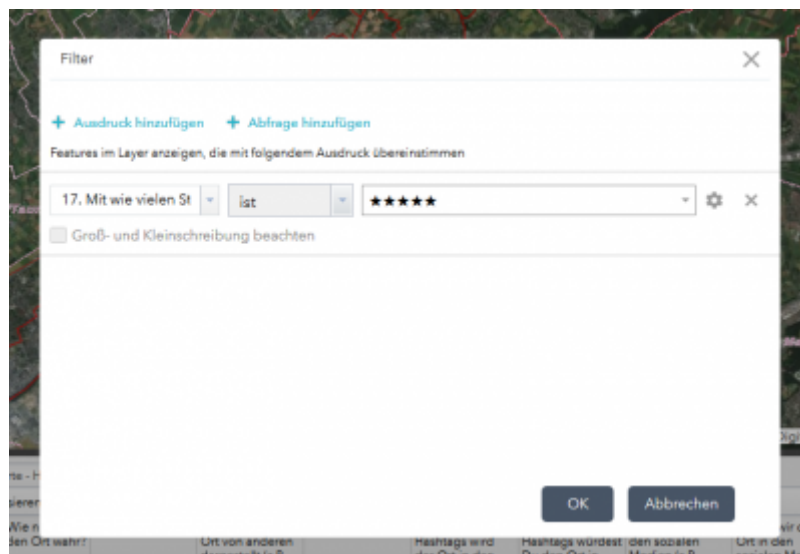 Filter
+ Ausdruck hinzufügen + Abfrage hinzufügen
Features im Layer anzeigen, die mit folgendem Ausdruck übereinstimmen
17. Mit wie vielen St ist ★★★★★
Groß- und Kleinschreibung beachten
OK Abbrechen
den Ort wahr? Ort von anderen Hashtags wird Hashtags würdest den sozialen Ort in den